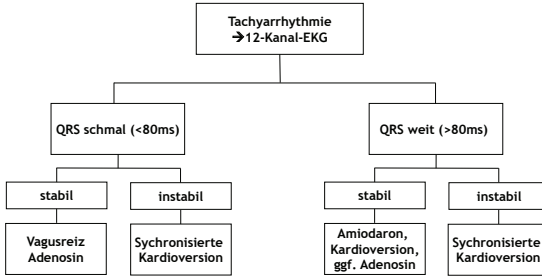 Tachyarrhythmie
➔12-Kanal-EKG
QRS schmal (<80ms)
QRS weit (>80ms)
stabil
instabil
stabil
instabil
Vagusreiz
Adenosin
Sychronisierte
Kardioversion
Amiodaron,
Kardioversion,
ggf. Adenosin
Sychronisierte
Kardioversion